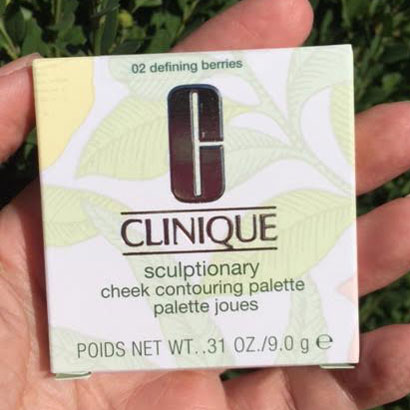 02 defining berries
C
CLINIQUE
sculptionary
cheek contouring palette
palette joues
POIDS NET WT..31 OZ./9.0 g e